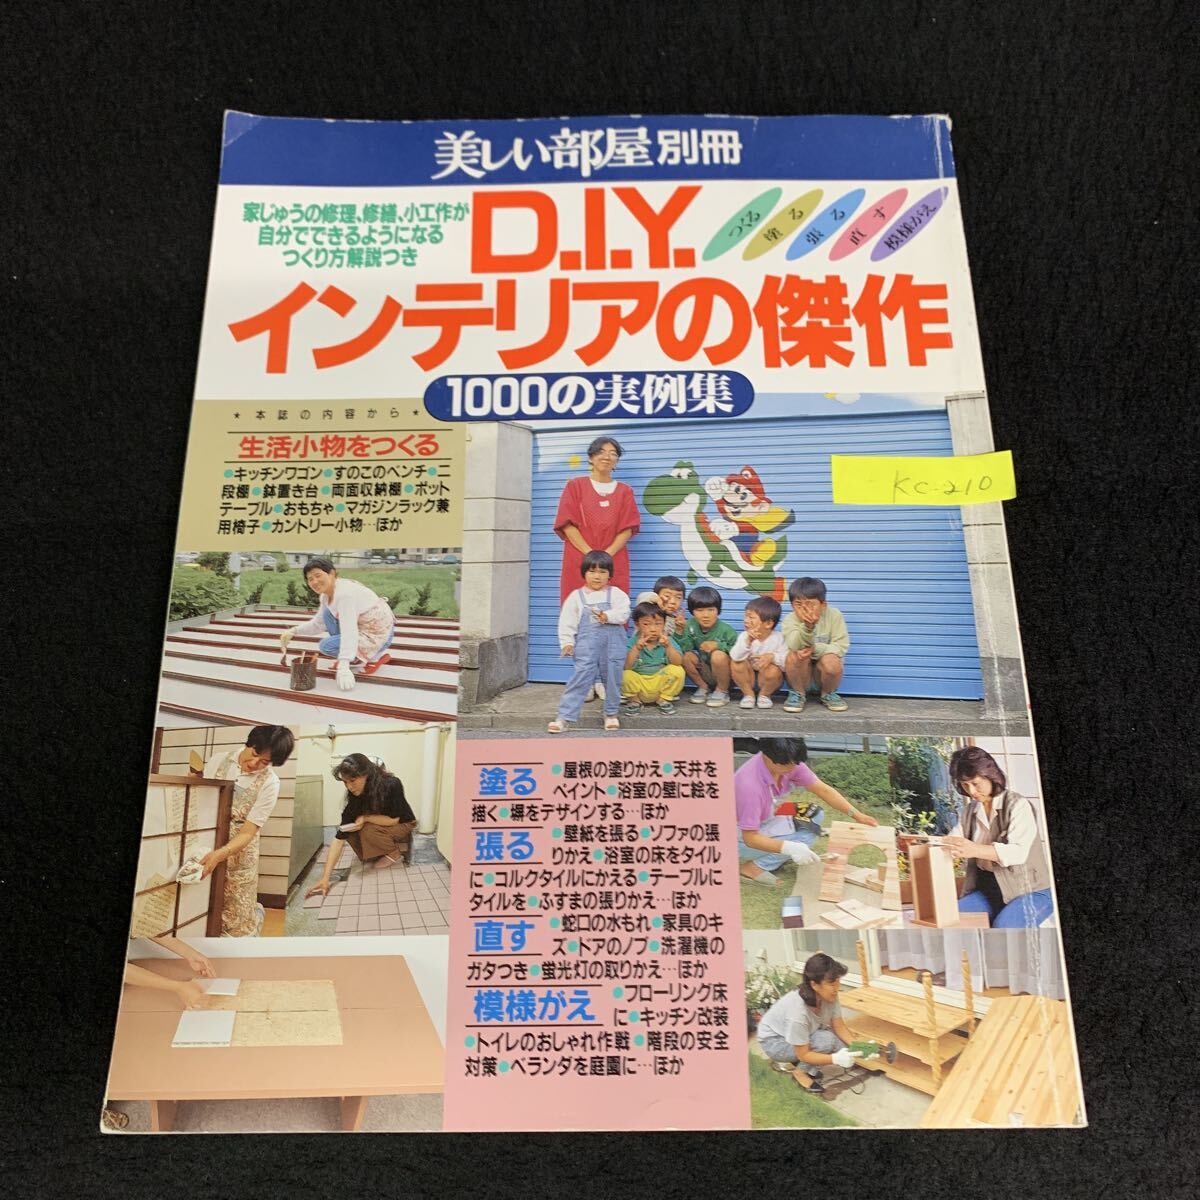 美しい部屋別冊
家じゅうの修理、修繕、小工作が
自分でできるようになる
つくり方解説つき
D.I.Y.
つくる
塗る
張る
直す
模様がえ
インテリアの傑作
1000の実例集
★本誌の内容から★
生活小物をつくる
●キッチンワゴン●すのこのベンチ●二
段棚●鉢置き台●両面収納棚●ポット
テーブル●おもちゃ●マガジンラック兼
用椅子●カントリー小物…ほか
KC-210
塗る
●屋根の塗りかえ●天井を
ペイント●浴室の壁に絵を
描く●塀をデザインする…ほか
張る
●壁紙を張る●ソファの張
りかえ●浴室の床をタイル
に●コルクタイルにかえる●テーブルに
タイルを●ふすまの張りかえ…ほか
直す
●蛇口の水もれ●家具のキ
ズ●ドアのノブ●洗濯機の
ガタつき●蛍光灯の取りかえ…ほか
模様がえ
●フローリング床
に●キッチン改装
●トイレのおしゃれ作戦●階段の安全
対策●ベランダを庭園に…ほか